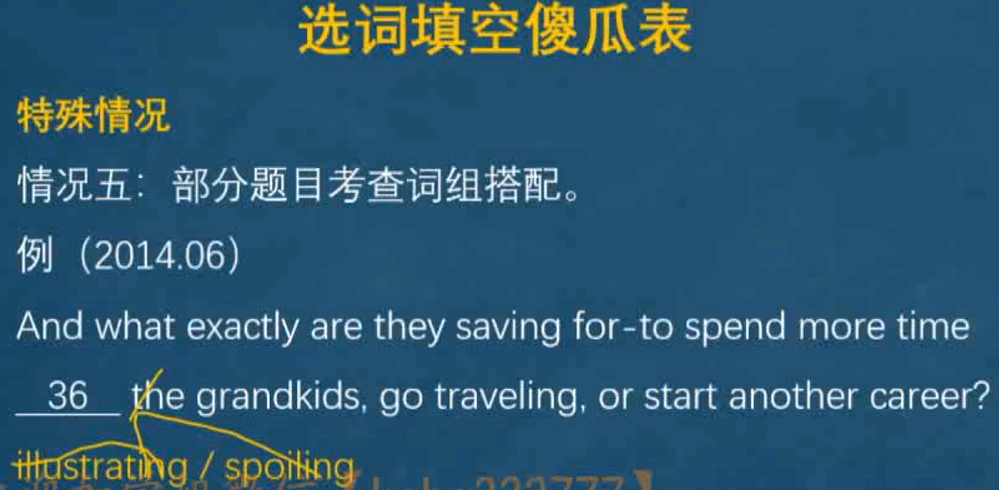 选词填空傻瓜表
特殊情况
情况五：部分题目考查词组搭配。
例（2014.06）
And what exactly are they saving for-to spend more time
36 the grandkids, go traveling, or start another career?
illustrating / spoiling